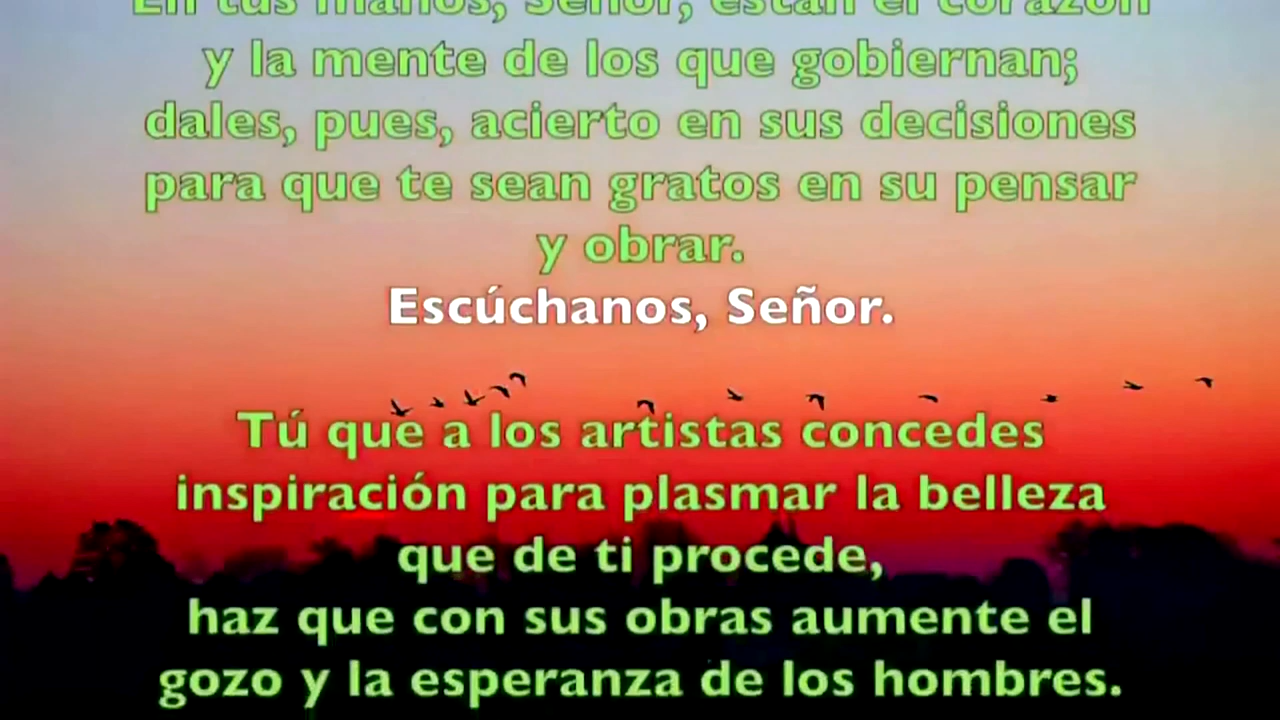 En tus manos, Señor, están el corazón
y la mente de los que gobiernan;
dales, pues, acierto en sus decisiones
para que te sean gratos en su pensar
y obrar.
Escúchanos, Señor.
Tú que a los artistas concedes
inspiración para plasmar la belleza
que de ti procede,
haz que con sus obras aumente el
gozo y la esperanza de los hombres.